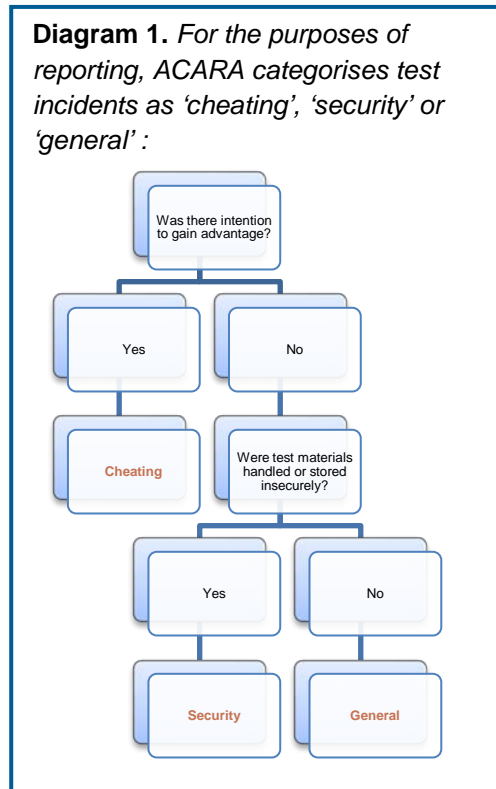 Diagram 1. For the purposes of
reporting, ACARA categorises test
incidents as ‘cheating’, ‘security’ or
‘general’ :
Was there intention
to gain advantage?
Yes
No
Cheating
Were test materials
handled or stored
insecurely?
Yes
No
Security
General